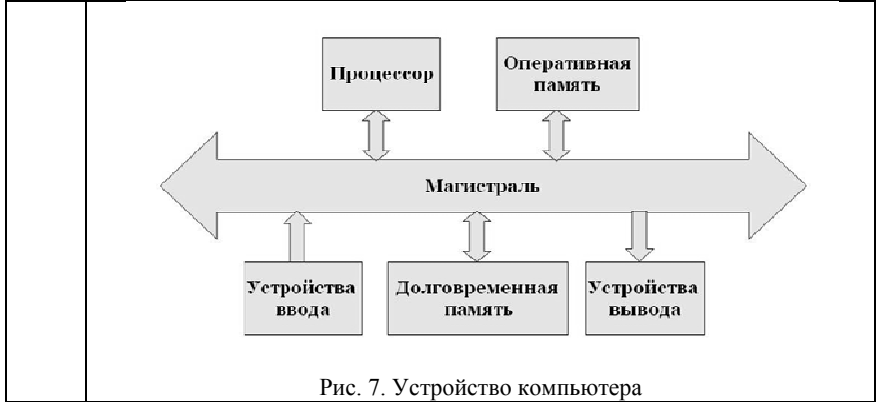 Процессор
Оперативная
память
Магистраль
Устройства
ввода
Долговременная
память
Устройства
вывода
Рис. 7. Устройство компьютера